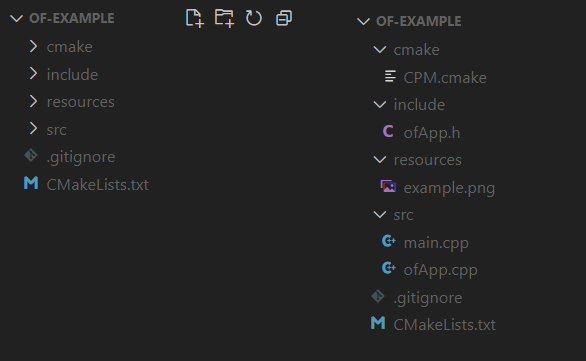 OF-EXAMPLE
cmake
include
resources
src
.gitignore
CMakeLists.txt
OF-EXAMPLE
cmake
CPM.cmake
include
ofApp.h
resources
example.png
src
main.cpp
ofApp.cpp
.gitignore
CMakeLists.txt